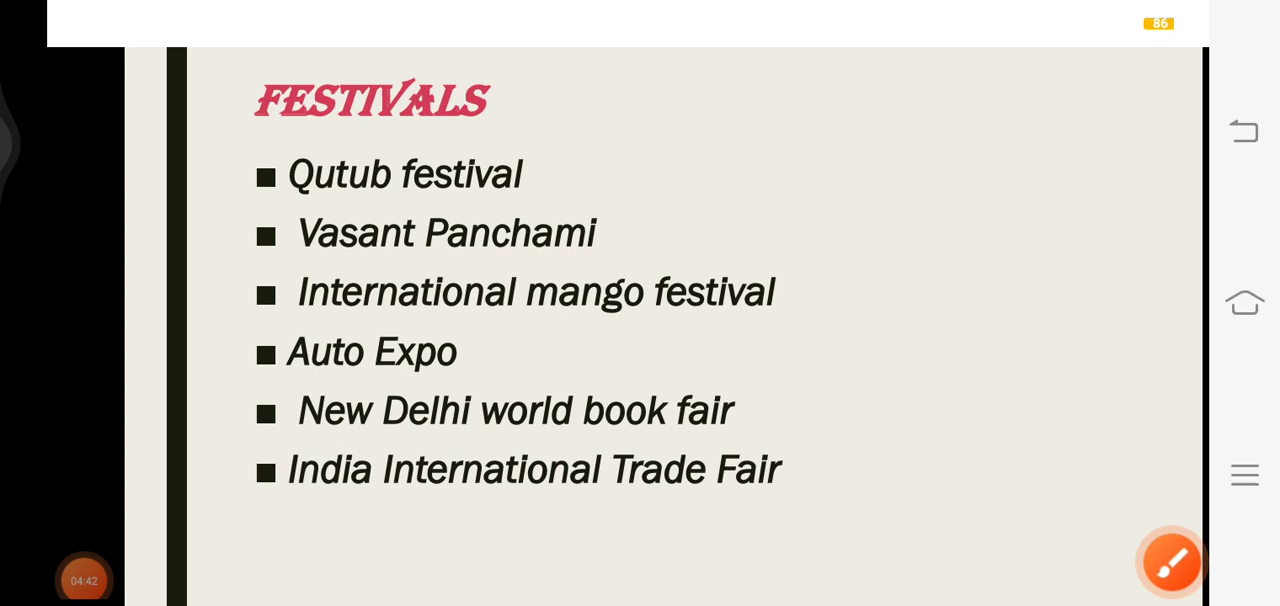 86
FESTIVALS
■ Qutub festival
■ Vasant Panchami
■ International mango festival
■ Auto Expo
■ New Delhi world book fair
■ India International Trade Fair
04:42